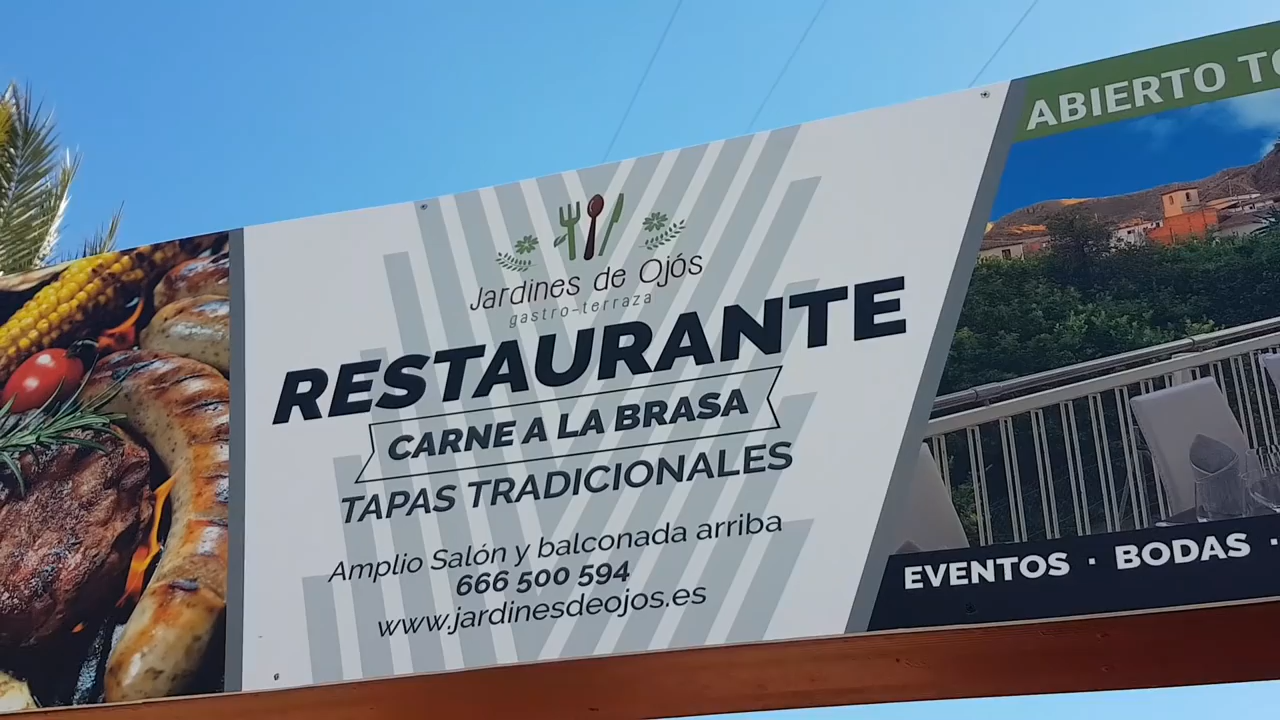 Jardines de Ojós
gastro-terraza
RESTAURANTE
CARNE A LA BRASA
TAPAS TRADICIONALES
Amplio Salón y balconada arriba
666 500 594
www.jardinesdeojos.es
ABIERTO
EVENTOS · BODAS ·